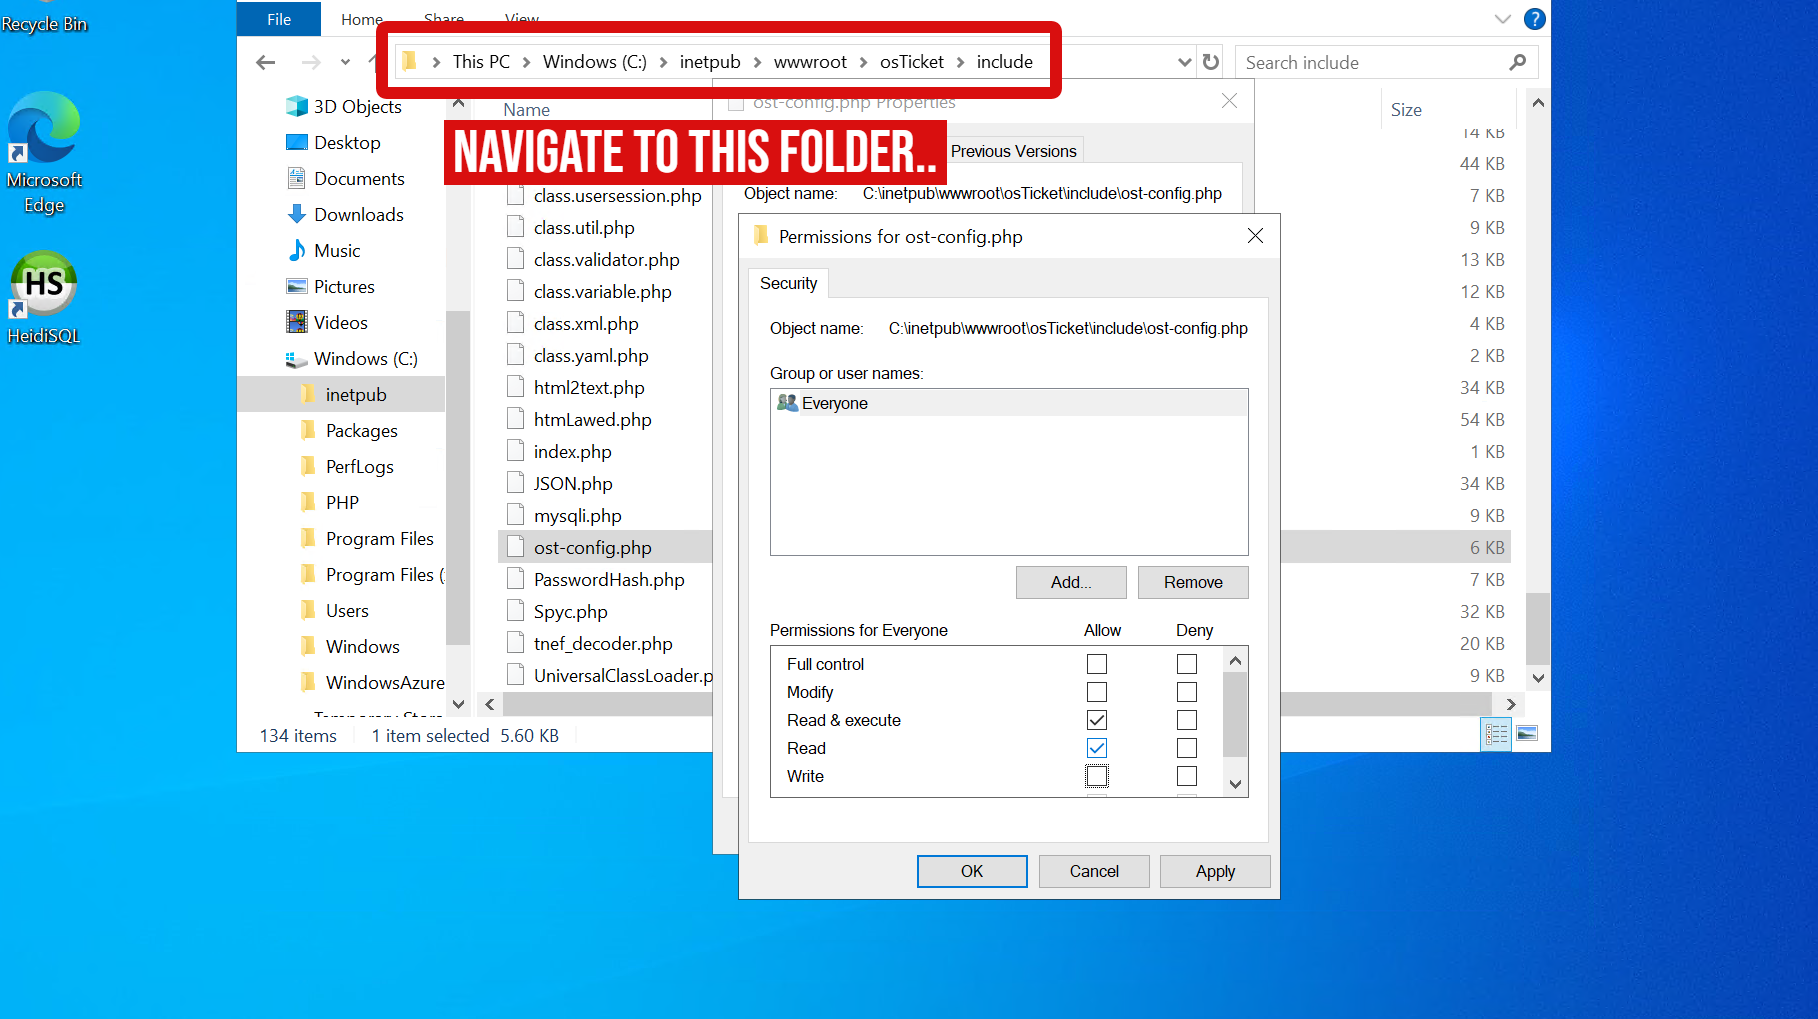 Recycle Bin
Microsoft
Edge
HS
HeidiSQL
File Home Share View
?
This PC Windows (C:) inetpub wwwroot osTicket include
Search include
NAVIGATE TO THIS FOLDER..
3D Objects
Desktop
Documents
Downloads
Music
Pictures
Videos
Windows (C:)
inetpub
Packages
PerfLogs
PHP
Program Files
Program Files (
Users
Windows
WindowsAzure
Name Size
14 KB
class.usersession.php 7 KB
44 KB
class.util.php 9 KB
class.validator.php 13 KB
class.variable.php 12 KB
class.xml.php 4 KB
class.yaml.php 2 KB
html2text.php 34 KB
htmLawed.php 54 KB
index.php 1 KB
JSON.php 34 KB
mysqli.php 9 KB
ost-config.php 6 KB
PasswordHash.php 7 KB
Spyc.php 32 KB
tnef_decoder.php 20 KB
UniversalClassLoader.p 9 KB
134 items 1 item selected 5.60 KB
ost-config.php Properties
Previous Versions
Object name: C:\inetpub\wwwroot\osTicket\include\ost-config.php
Permissions for ost-config.php
Security
Object name: C:\inetpub\wwwroot\osTicket\include\ost-config.php
Group or user names:
Everyone
Add... Remove
Permissions for Everyone Allow Deny
Full control
Modify
Read & execute
Read
Write
OK Cancel Apply